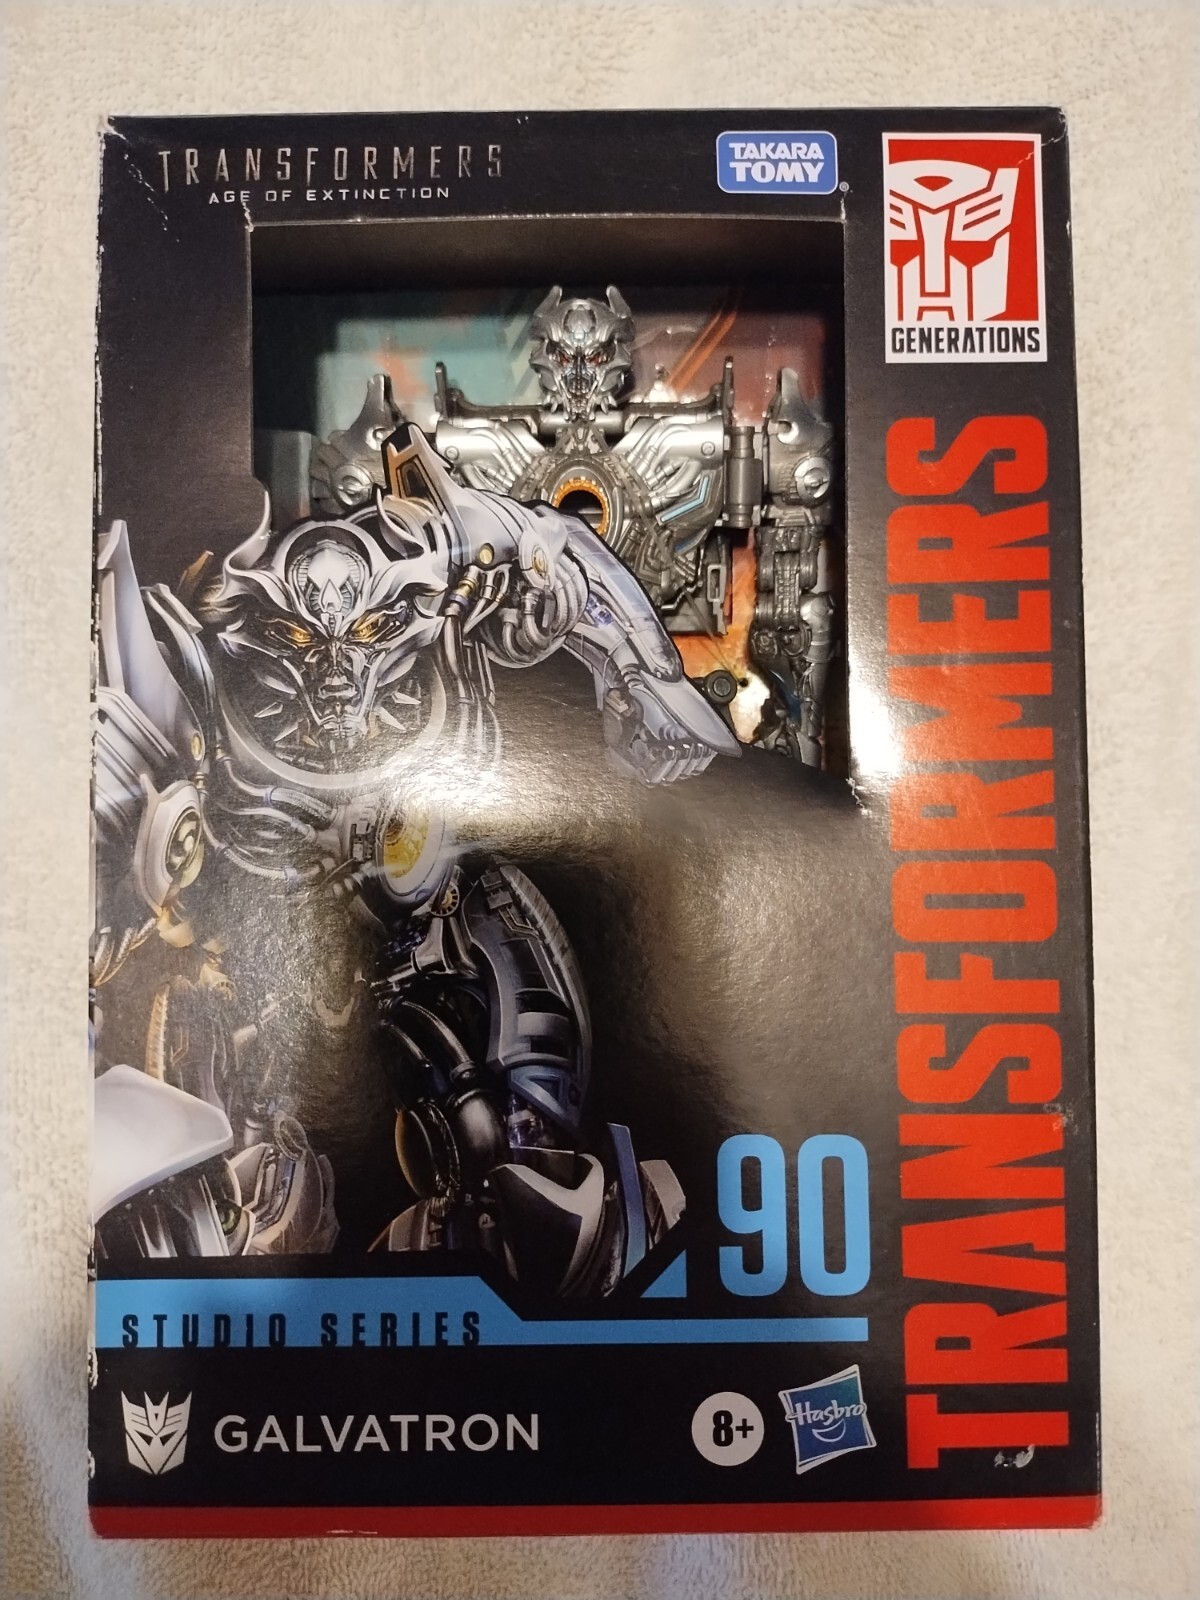 TRANSFORMERS
AGE OF EXTINCTION
TAKARA
TOMY
GENERATIONS
TRANSFORMERS
90
STUDIO SERIES
GALVATRON
8+
Hasbro